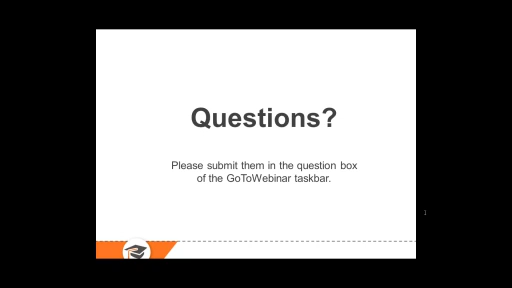 Questions?
Please submit them in the question box
of the GoToWebinar taskbar.